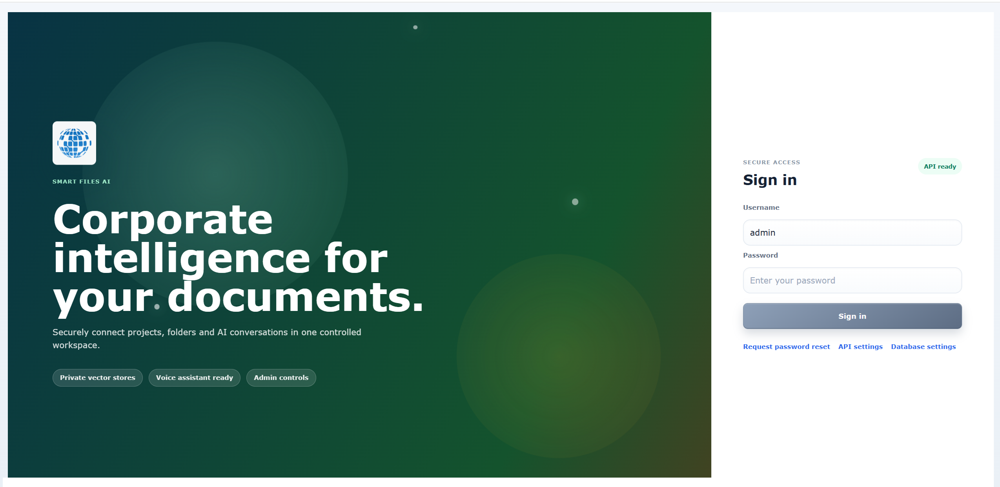 SMART FILES AI
Corporate
intelligence for
your documents.
Securely connect projects, folders and AI conversations in one controlled
workspace.
Private vector stores
Voice assistant ready
Admin controls
SECURE ACCESS
API ready
Sign in
Username
admin
Password
Enter your password
Sign in
Request password reset
API settings
Database settings